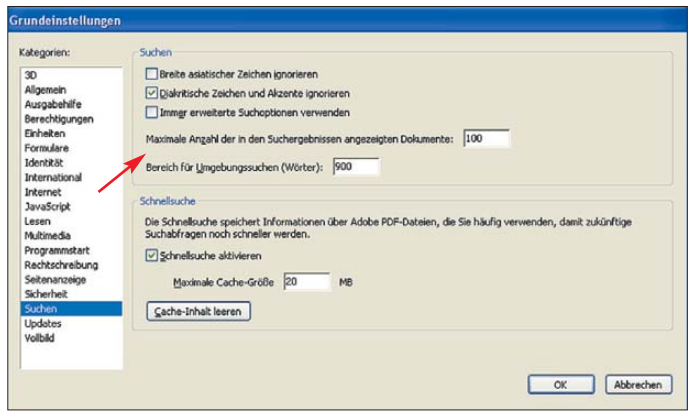 Grundeinstellungen
Kategorien:
3D
Allgemein
Ausgabehilfe
Berechtigungen
Einheiten
Formulare
Identität
International
Internet
JavaScript
Lesen
Multimedia
Programmstart
Rechtschreibung
Seitenanzeige
Sicherheit
Suchen
Updates
Vollbild
Suchen
Breite asiatischer Zeichen ignorieren
Diakritische Zeichen und Akzente ignorieren
Immer erweiterte Suchoptionen verwenden
Maximale Anzahl der in den Suchergebnissen angezeigten Dokumente: 100
Bereich für Umgebungssuchen (Wörter): 900
Schnellsuche
Die Schnellsuche speichert Informationen über Adobe PDF-Dateien, die Sie häufig verwenden, damit zukünftige
Suchabfragen noch schneller werden.
Schnellsuche aktivieren
Maximale Cache-Größe 20 MB
Cache-Inhalt leeren
OK Abbrechen